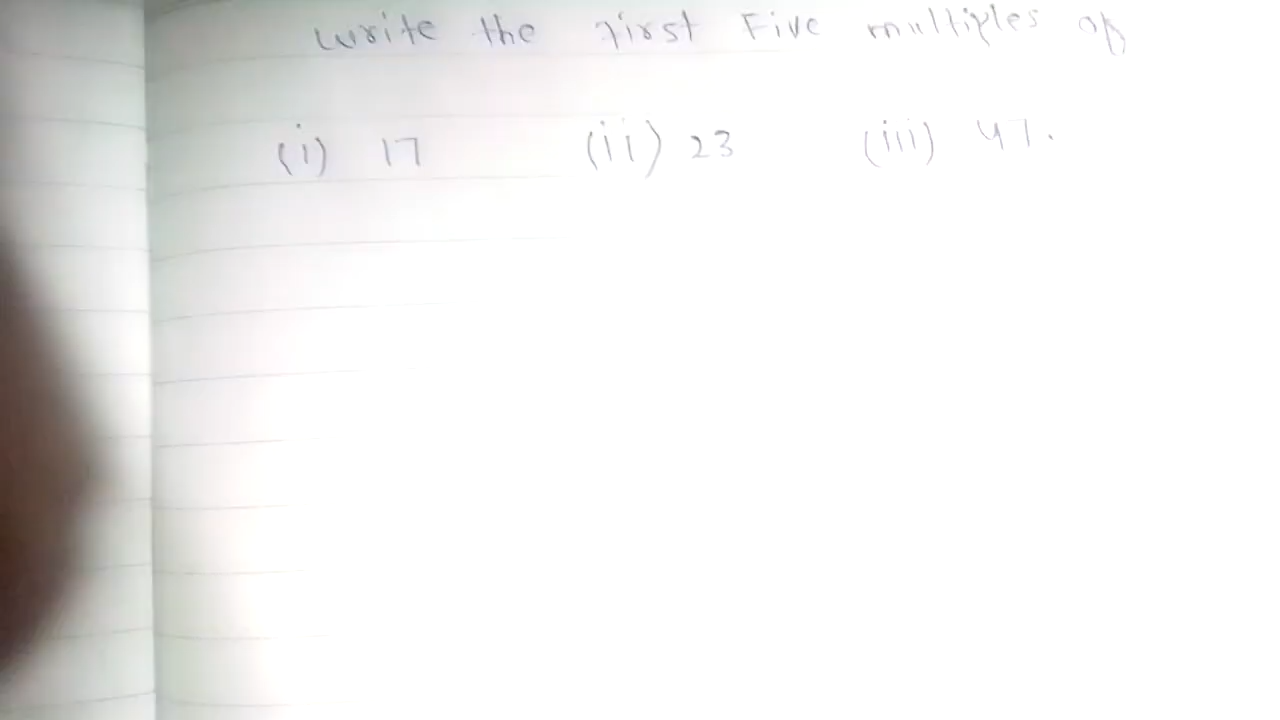 Write the first Five multiples of
(i) 17 (ii) 23 (iii) 47.